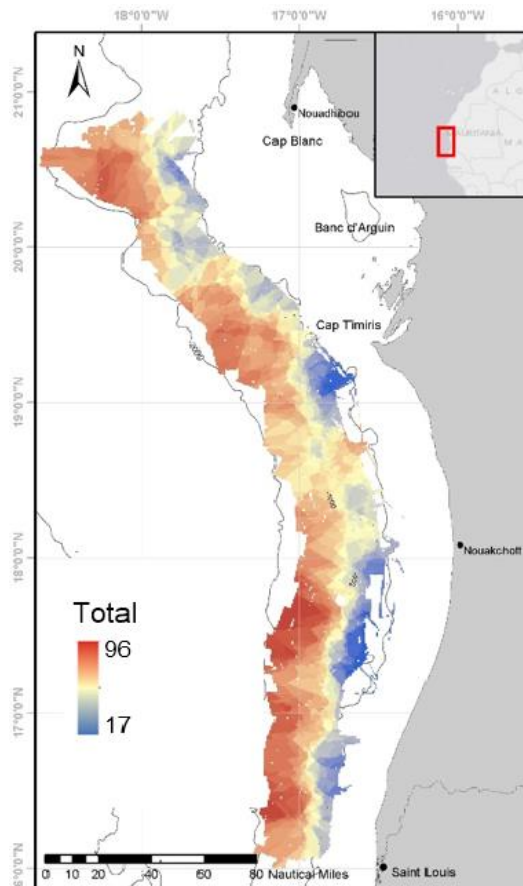 18°0'0"W 17°0'0"W 16°0'0"W
N
21°0'0"N
Nouadhibou
Cap Blanc
Banc d'Arguin
20°0'0"N
Cap Timiris
19°0'0"N
18°0'0"N
Nouakchott
Total
96
17
17°0'0"N
0 10 20 40 60 80
Nautical Miles
Saint Louis